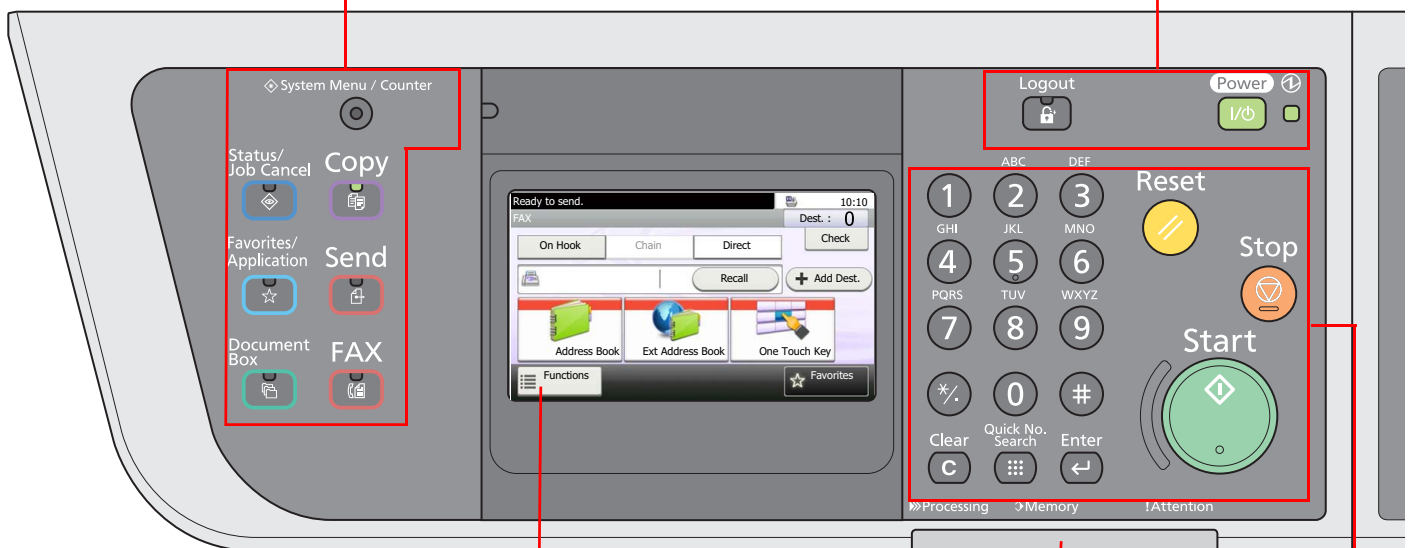 System Menu / Counter
Status/
Job Cancel
Copy
Favorites/
Application
Send
Document
Box
FAX
Ready to send.
10:10
FAX
Dest. : 0
On Hook
Chain
Direct
Check
Recall
Add Dest.
Address Book
Ext Address Book
One Touch Key
Functions
Favorites
Logout
Power
ABC DEF
1 2 3
GHI JKL MNO
4 5 6
PQRS TUV WXYZ
7 8 9
*/. 0 #
Clear
Quick No.
Search
Enter
C
Reset
Stop
Start
Processing
Memory
!Attention